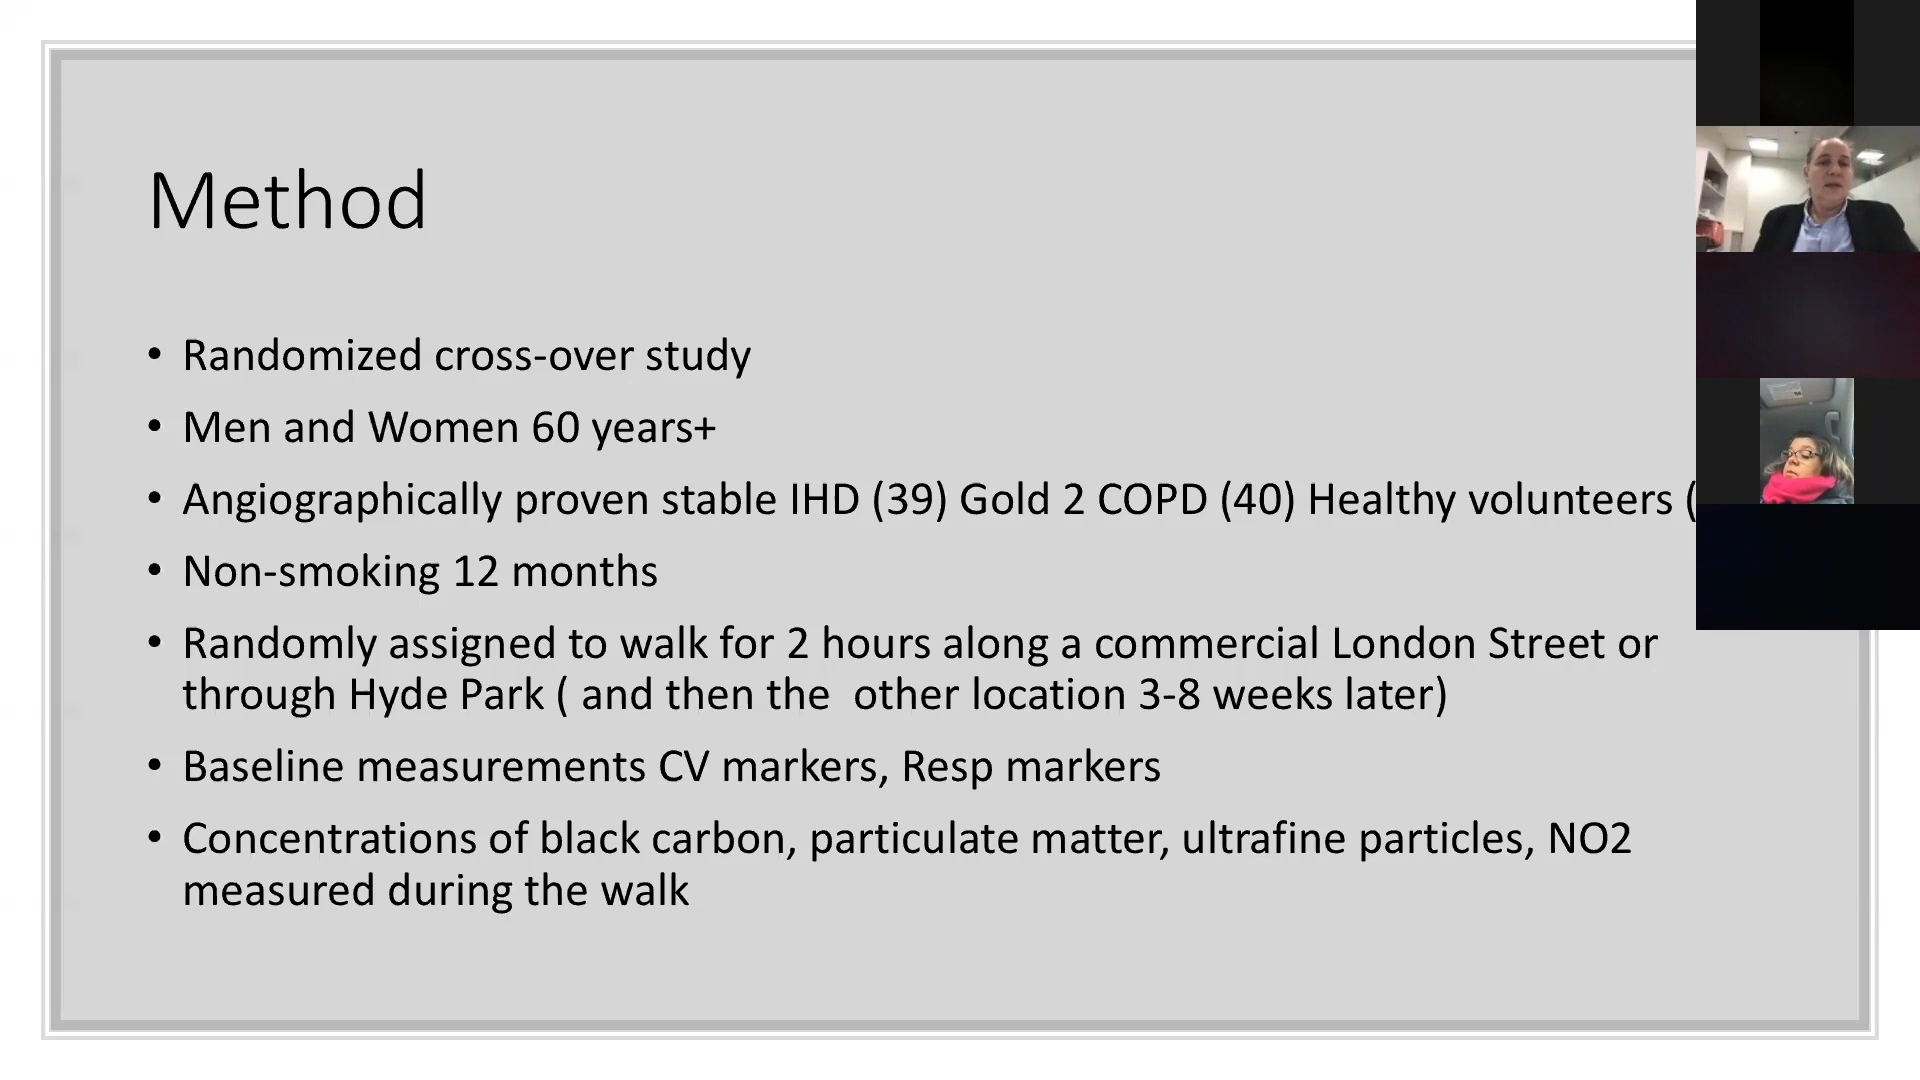 Method
• Randomized cross-over study
• Men and Women 60 years+
• Angiographically proven stable IHD (39) Gold 2 COPD (40) Healthy volunteers (
• Non-smoking 12 months
• Randomly assigned to walk for 2 hours along a commercial London Street or
through Hyde Park ( and then the  other location 3-8 weeks later)
• Baseline measurements CV markers, Resp markers
• Concentrations of black carbon, particulate matter, ultrafine particles, NO2
measured during the walk